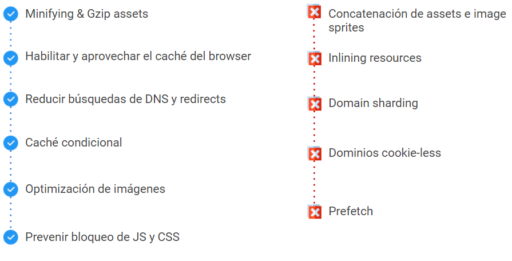 Minifying & Gzip assets
Habilitar y aprovechar el caché del browser
Reducir búsquedas de DNS y redirects
Caché condicional
Optimización de imágenes
Prevenir bloqueo de JS y CSS
Concatenación de assets e image
sprites
Inlining resources
Domain sharding
Dominios cookie-less
Prefetch